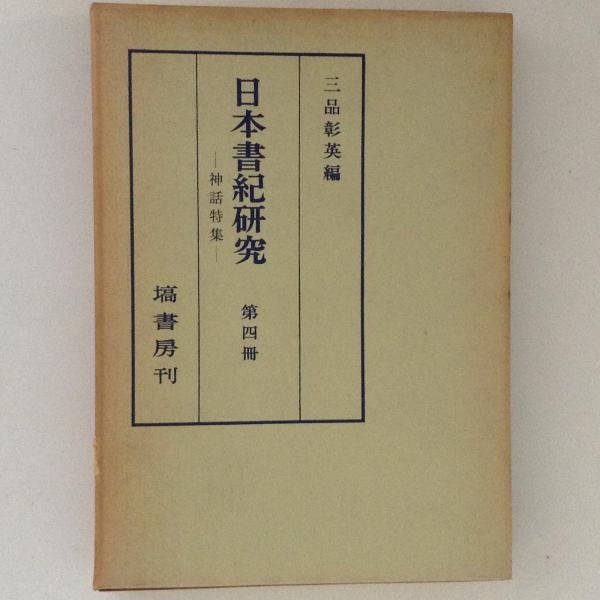 三品彰英編
日本書紀研究 第四冊
―神話特集―
塙書房刊